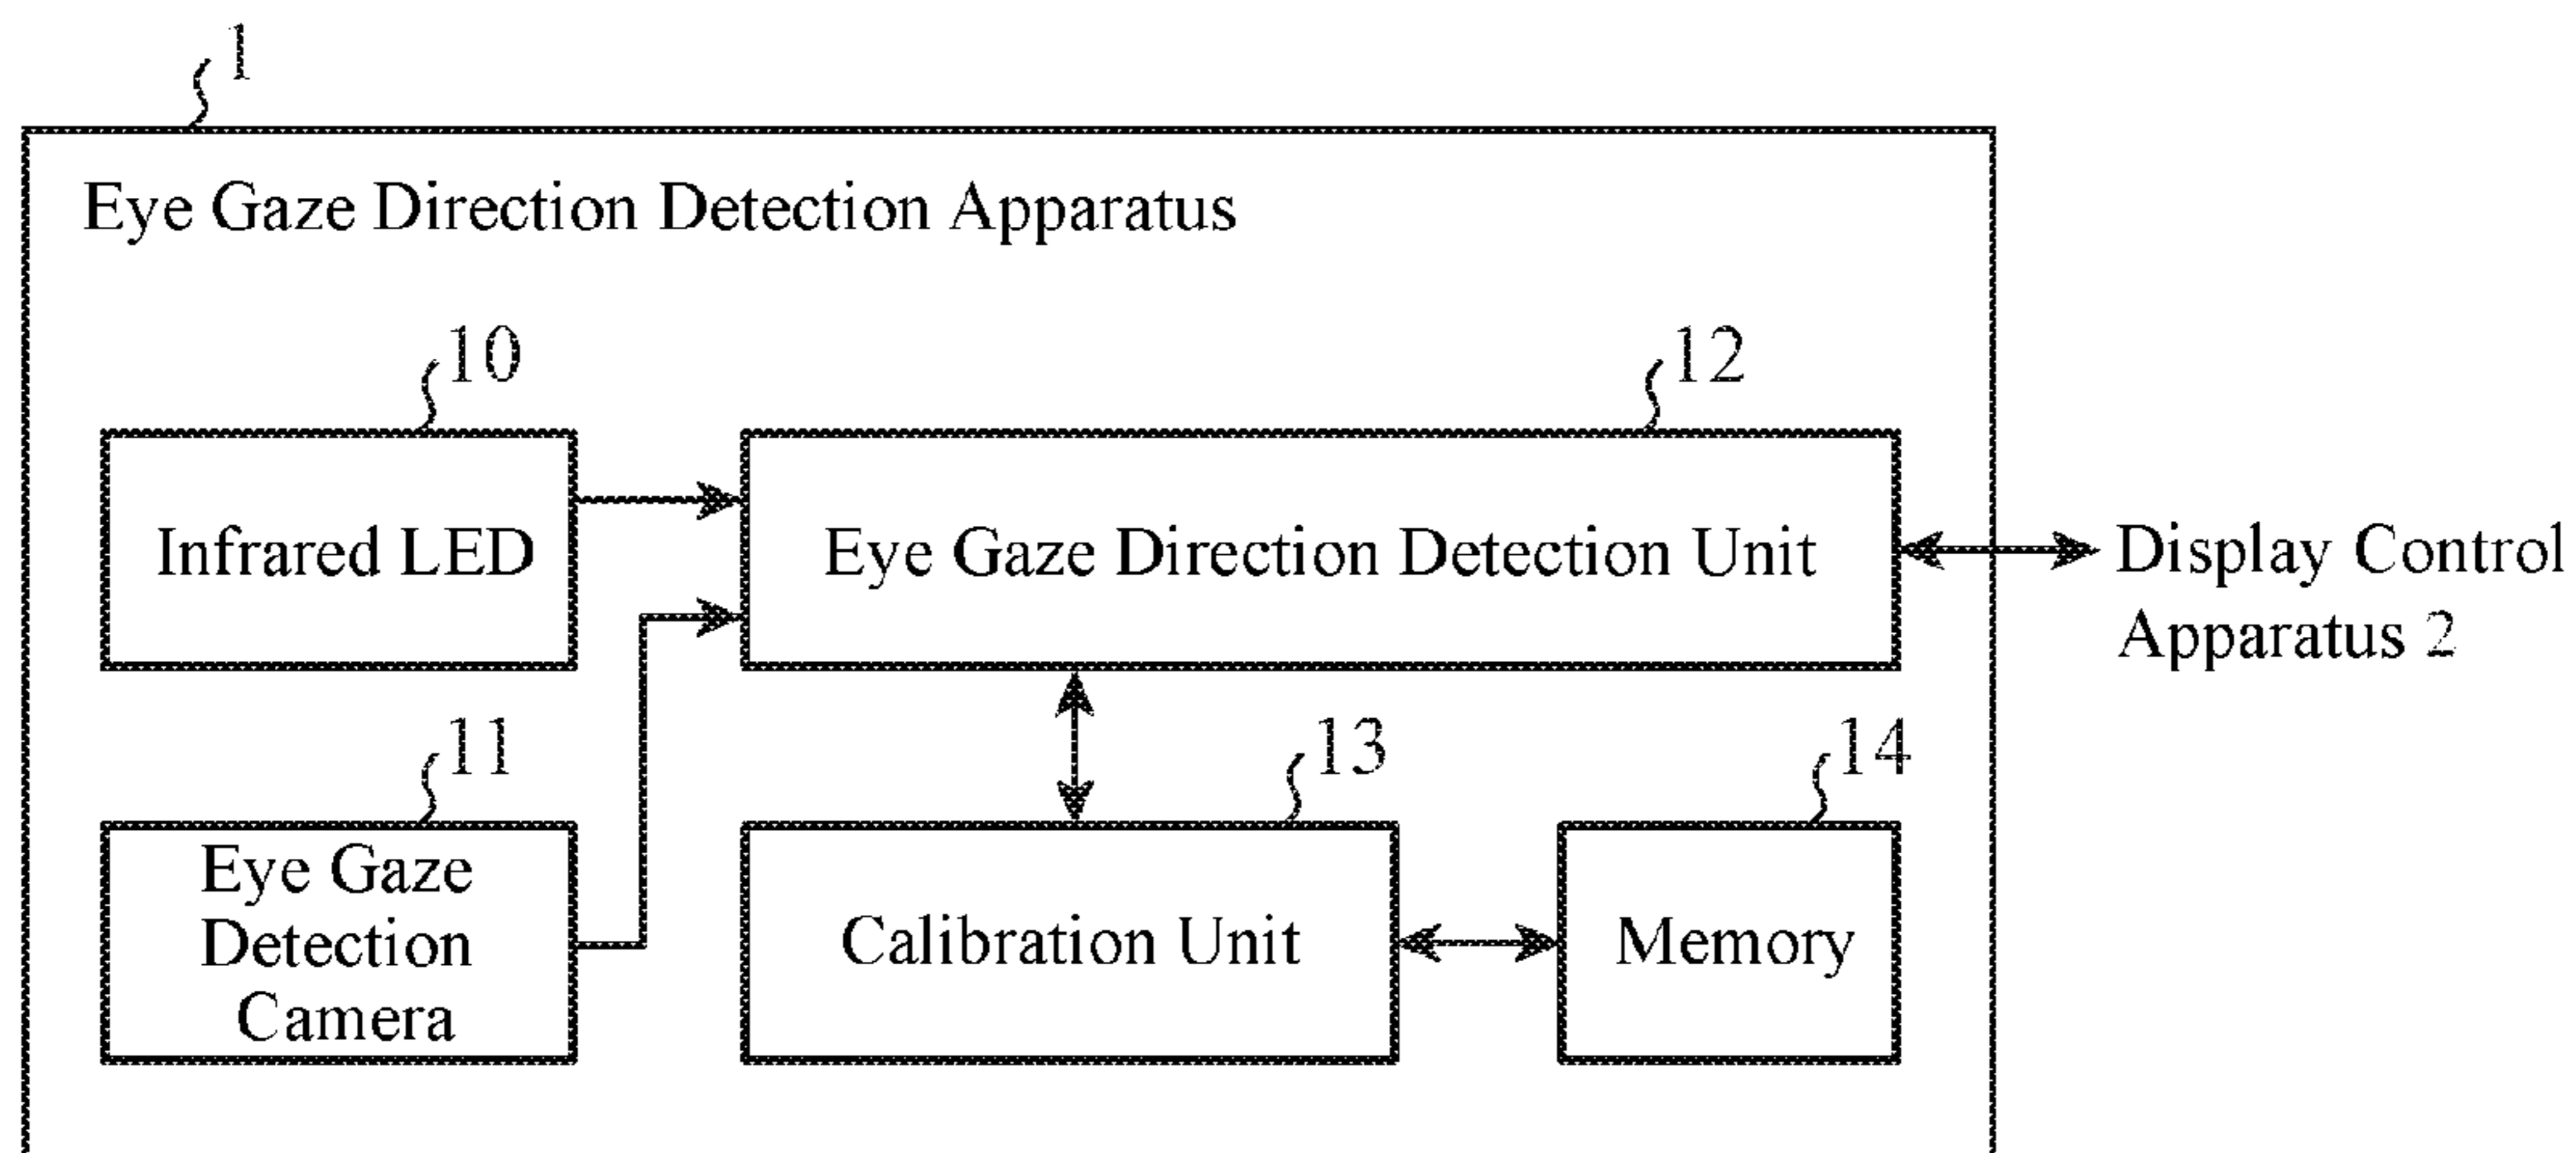 1
Eye Gaze Direction Detection Apparatus
10
12
Infrared LED
Eye Gaze Direction Detection Unit
Display Control
Apparatus 2
11
13
14
Eye Gaze
Detection
Camera
Calibration Unit
Memory